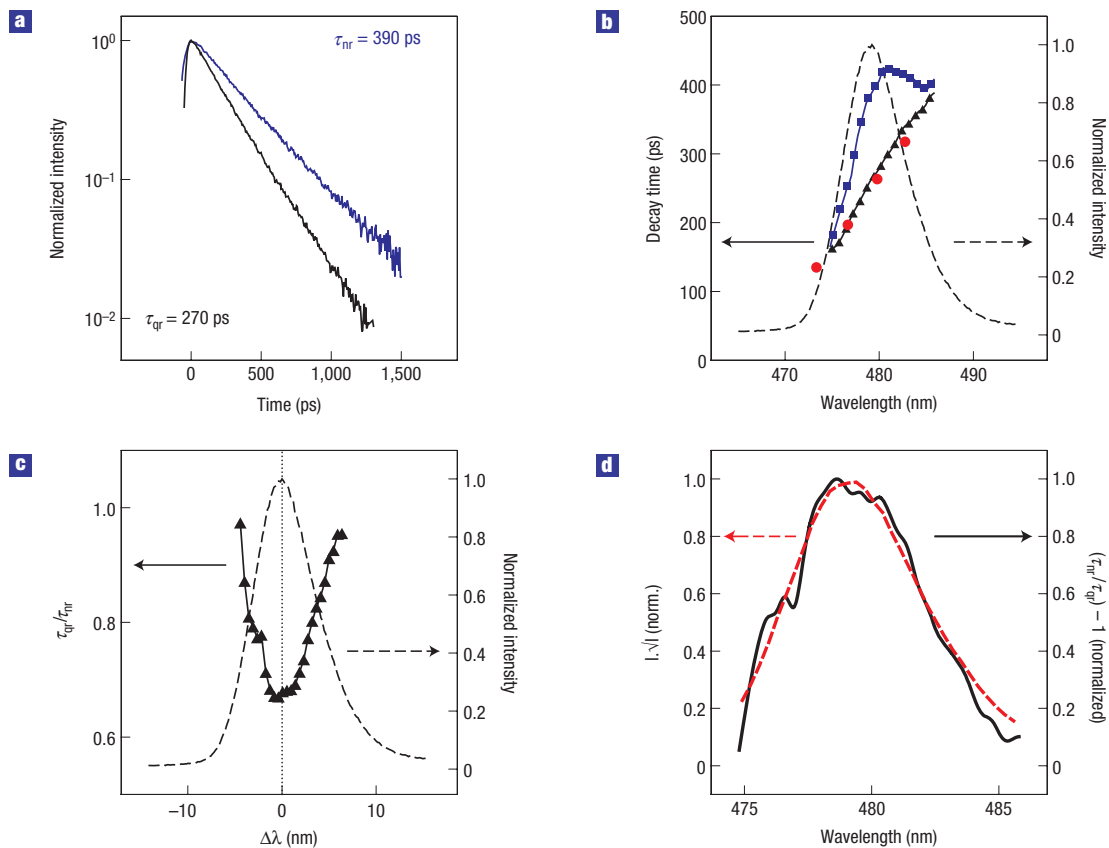 a
τnr = 390 ps
τqr = 270 ps
10⁰
10⁻¹
10⁻²
Normalized intensity
0
500
1,000
1,500
Time (ps)
b
500
400
300
200
100
0
Decay time (ps)
1.0
0.8
0.6
0.4
0.2
0
Normalized intensity
470
480
490
Wavelength (nm)
c
1.0
0.8
0.6
τqr/τnr
1.0
0.8
0.6
0.4
0.2
0
Normalized intensity
−10
0
10
Δλ (nm)
d
1.0
0.8
0.6
0.4
0.2
0
I.√I (norm.)
1.0
0.8
0.6
0.4
0.2
0
(τnr/τqr) − 1 (normalized)
475
480
485
Wavelength (nm)